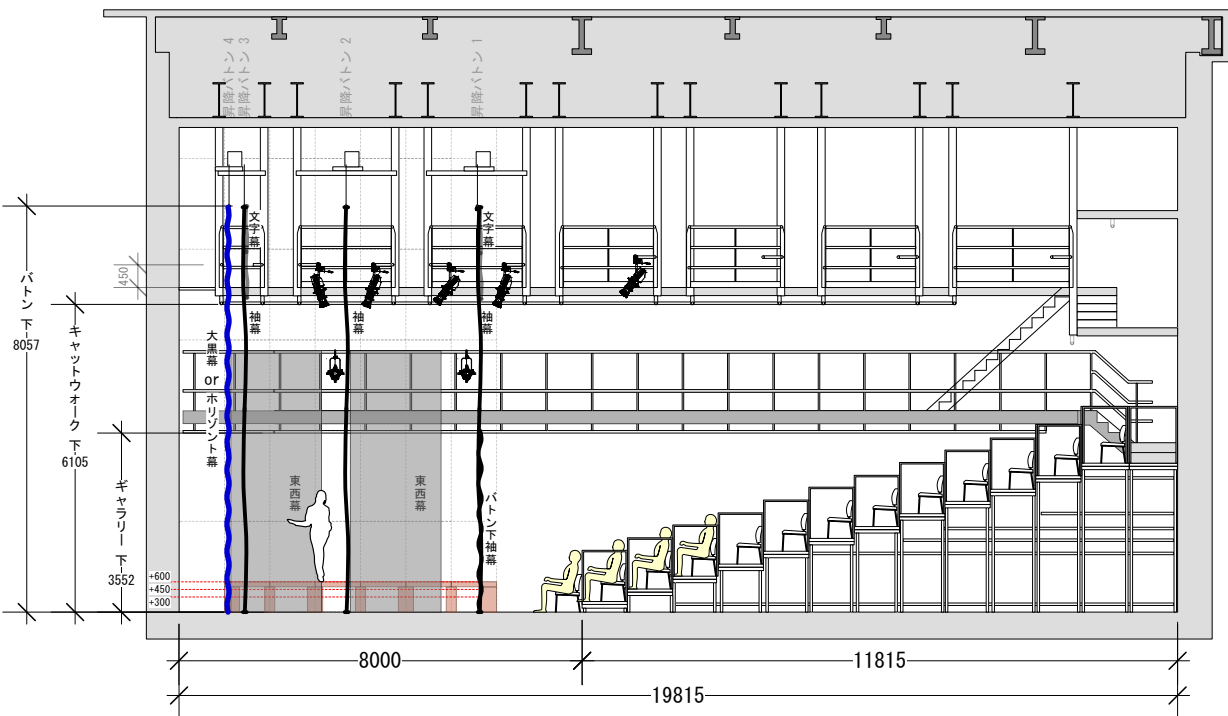 昇降バトン 4
昇降バトン 3
昇降バトン 2
昇降バトン 1
文字幕
文字幕
450
バトン 下
8057
キャットウォーク 下
6105
ギャラリー 下
3552
袖幕
袖幕
袖幕
大黒幕 or ホリゾント幕
東西幕
東西幕
バトン下袖幕
+600
+450
+300
8000
11815
19815